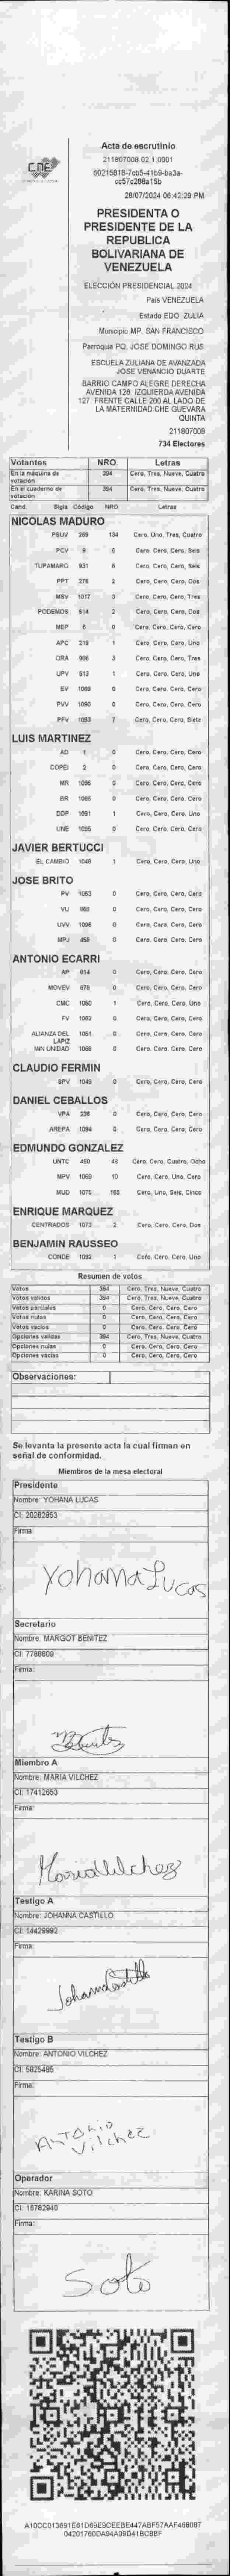 CNE
Acta de escrutinio
211807008.02.1.0001
28/07/2024 06:42:29 PM
PRESIDENTA O
PRESIDENTE DE LA
REPUBLICA
BOLIVARIANA DE
VENEZUELA
ELECCIÓN PRESIDENCIAL 2024
País VENEZUELA
Estado EDO. ZULIA
Municipio MP. SAN FRANCISCO
Parroquia PQ. JOSE DOMINGO RUS
ESCUELA ZULIANA DE AVANZADA
JOSE VENANCIO DUARTE
BARRIO CAMPO ALEGRE DERECHA
AVENIDA 126. IZQUIERDA AVENIDA
127. FRENTE CALLE 200 AL LADO DE
LA MATERNIDAD CHE GUEVARA
QUINTA
211807008
734 Electores
Votantes NRO. Letras
En la máquina de votación 394 Cero, Tres, Nueve, Cuatro
En el cuaderno de votación 394 Cero, Tres, Nueve, Cuatro
Cand. Sigla Código NRO. Letras
NICOLAS MADURO
PSUV 269 134 Cero, Uno, Tres, Cuatro
PCV 6 Cero, Cero, Cero, Seis
TUPAMARO 931 6 Cero, Cero, Cero, Seis
PPT 278 2 Cero, Cero, Cero, Dos
MSV 1017 3 Cero, Cero, Cero, Tres
PODEMOS 514 2 Cero, Cero, Cero, Dos
MEP 6 0 Cero, Cero, Cero, Cero
APC 219 1 Cero, Cero, Cero, Uno
ORA 906 3 Cero, Cero, Cero, Tres
UPV 513 1 Cero, Cero, Cero, Uno
EV 1089 0 Cero, Cero, Cero, Cero
PVV 1090 0 Cero, Cero, Cero, Cero
PFV 1083 7 Cero, Cero, Cero, Siete
LUIS MARTINEZ
AD 1 0 Cero, Cero, Cero, Cero
COPEI 2 0 Cero, Cero, Cero, Cero
MR 1095 0 Cero, Cero, Cero, Cero
BR 1066 0 Cero, Cero, Cero, Cero
DDP 1091 1 Cero, Cero, Cero, Uno
UNE 1035 0 Cero, Cero, Cero, Cero
JAVIER BERTUCCI
EL CAMBIO 1048 1 Cero, Cero, Cero, Uno
JOSE BRITO
PV 1053 0 Cero, Cero, Cero, Cero
VU 968 0 Cero, Cero, Cero, Cero
UVV 1096 0 Cero, Cero, Cero, Cero
MPJ 458 0 Cero, Cero, Cero, Cero
ANTONIO ECARRI
AP 814 0 Cero, Cero, Cero, Cero
MOVEV 979 0 Cero, Cero, Cero, Cero
CMC 1050 1 Cero, Cero, Cero, Uno
FV 1082 0 Cero, Cero, Cero, Cero
ALIANZA DEL LAPIZ 1051 0 Cero, Cero, Cero, Cero
MIN UNIDAD 1068 0 Cero, Cero, Cero, Cero
CLAUDIO FERMIN
SPV 1049 0 Cero, Cero, Cero, Cero
DANIEL CEBALLOS
VPA 238 0 Cero, Cero, Cero, Cero
AREPA 1094 0 Cero, Cero, Cero, Cero
EDMUNDO GONZALEZ
UNTC 450 48 Cero, Cero, Cuatro, Ocho
MPV 1069 10 Cero, Cero, Uno, Cero
MUD 1075 165 Cero, Uno, Seis, Cinco
ENRIQUE MARQUEZ
CENTRADOS 1072 2 Cero, Cero, Cero, Dos
BENJAMIN RAUSSEO
CONDE 1092 1 Cero, Cero, Cero, Uno
Resumen de votos
Votos 394 Cero, Tres, Nueve, Cuatro
Votos válidos 394 Cero, Tres, Nueve, Cuatro
Votos parciales 0 Cero, Cero, Cero, Cero
Votos nulos 0 Cero, Cero, Cero, Cero
Votos vacíos 0 Cero, Cero, Cero, Cero
Opciones válidas 394 Cero, Tres, Nueve, Cuatro
Opciones nulas 0 Cero, Cero, Cero, Cero
Opciones vacías 0 Cero, Cero, Cero, Cero
Observaciones:
Se levanta la presente acta la cual firman en
señal de conformidad.
Miembros de la mesa electoral
Presidente
Nombre: YOHANA LUCAS
CI: 20282853
Firma:
Yohana Lucas
Secretario
Nombre: MARGOT BENITEZ
CI: 7788809
Firma:
Benitez
Miembro A
Nombre: MARIA VILCHEZ
CI: 17412653
Firma:
Maria Vilchez
Testigo A
Nombre: JOHANNA CASTILLO
CI: 14429992
Firma:
Johanna Castillo
Testigo B
Nombre: ANTONIO VILCHEZ
CI: 5825485
Firma:
ANTONIO
Vilchez
Operador
Nombre: KARINA SOTO
CI: 16782940
Firma:
Soto